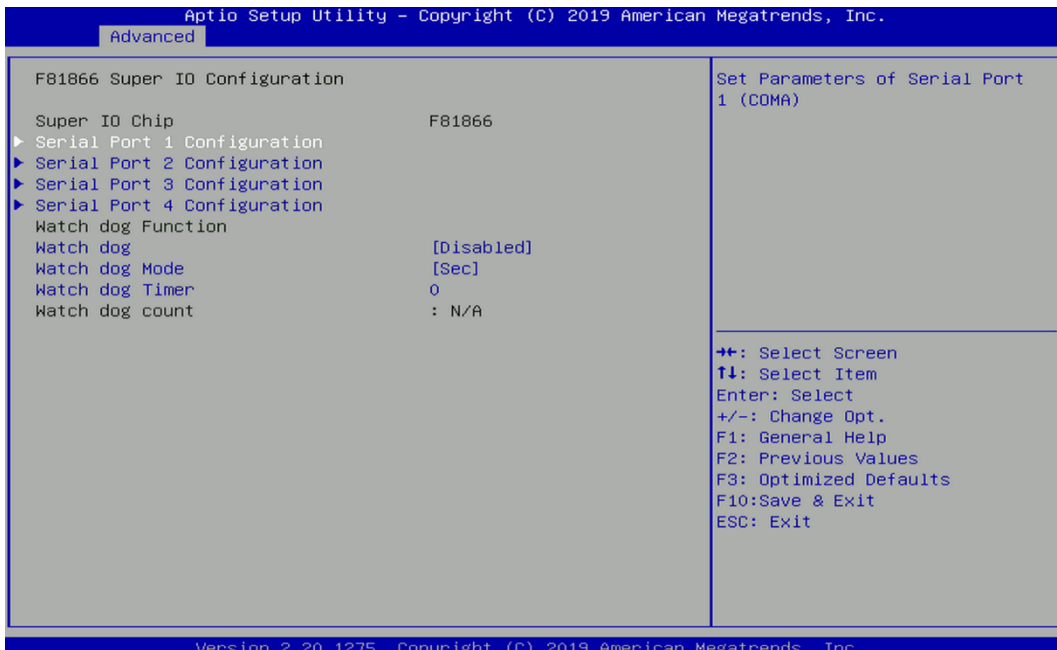 Aptio Setup Utility – Copyright (C) 2019 American Megatrends, Inc.
Advanced
F81866 Super IO Configuration
Super IO Chip F81866
▶ Serial Port 1 Configuration
▶ Serial Port 2 Configuration
▶ Serial Port 3 Configuration
▶ Serial Port 4 Configuration
Watch dog Function
Watch dog [Disabled]
Watch dog Mode [Sec]
Watch dog Timer 0
Watch dog count : N/A
Set Parameters of Serial Port
1 (COMA)
→←: Select Screen
↑↓: Select Item
Enter: Select
+/-: Change Opt.
F1: General Help
F2: Previous Values
F3: Optimized Defaults
F10:Save & Exit
ESC: Exit
Version 2.20.1275. Copyright (C) 2019 American Megatrends, Inc.